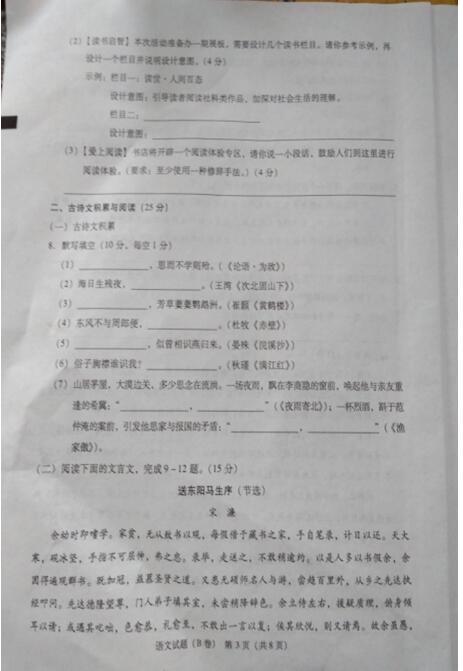 （2）【读书启智】本次活动准备办一期展板，需要设计几个读书栏目。请你参考示例，再
设计一个栏目并说明设计意图。（4分）
示例：栏目一：读世·人间百态
设计意图：引导读者阅读社科类作品，加深对社会生活的理解。
栏目二：
设计意图：
（3）【爱上阅读】书店将开辟一个阅读体验专区，请你说一小段话，鼓励人们到这里进行
阅读体验。（要求：至少使用一种修辞手法。）（4分）
二、古诗文积累与阅读（25分）
（一）古诗文积累
8. 默写填空（10分，每空1分）
（1）____________，思而不学则殆。（《论语·为政》）
（2）海日生残夜，____________。（王湾《次北固山下》）
（3）____________，芳草萋萋鹦鹉洲。（崔颢《黄鹤楼》）
（4）东风不与周郎便，____________。（杜牧《赤壁》）
（5）____________，似曾相识燕归来。（晏殊《浣溪沙》）
（6）俗子胸襟谁识我？____________。（秋瑾《满江红》）
（7）山居茅屋，大漠边关，多少思念在流淌。一场夜雨，飘在李商隐的窗前，唤起他与亲友重
逢的希冀：“____________，____________”（《夜雨寄北》）；一杯浊酒，斟于范
仲淹的案前，引发他思家与报国的矛盾：“____________，____________”（《渔
家傲》）。
（二）阅读下面的文言文，完成9－12题。（15分）
送东阳马生序（节选）
宋 濂
余幼时即嗜学。家贫，无从致书以观，每假借于藏书之家，手自笔录，计日以还。天大
寒，砚冰坚，手指不可屈伸，弗之怠。录毕，走送之，不敢稍逾约。以是人多以书假余，余
因得遍观群书。既加冠，益慕圣贤之道。又患无硕师名人与游，尝趋百里外，从乡之先达执
经叩问。先达德隆望尊，门人弟子填其室，未尝稍降辞色。余立侍左右，援疑质理，俯身倾
耳以请；或遇其叱咄，色愈恭，礼愈至，不敢出一言以复；俟其欣悦，则又请焉。故余虽愚，
语文试题（B卷） 第3页（共8页）